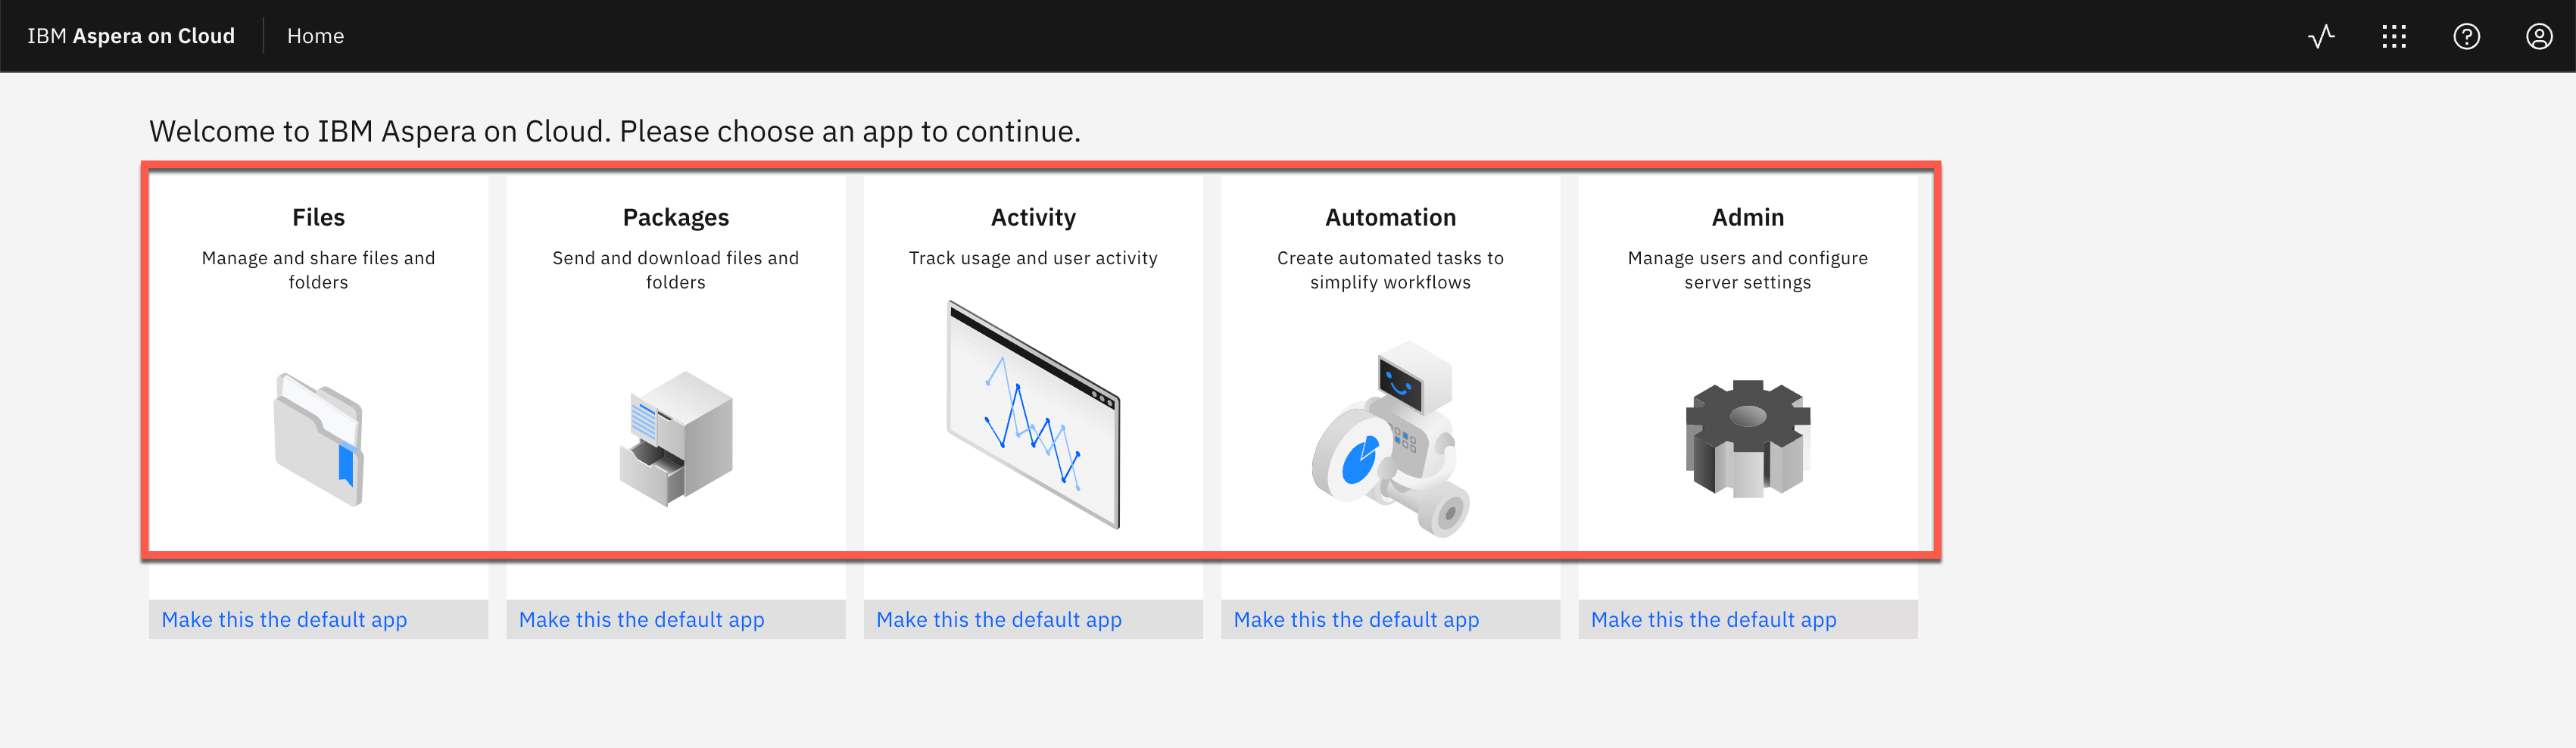 IBM Aspera on Cloud
Home
Welcome to IBM Aspera on Cloud. Please choose an app to continue.
Files
Manage and share files and
folders
Make this the default app
Packages
Send and download files and
folders
Make this the default app
Activity
Track usage and user activity
Make this the default app
Automation
Create automated tasks to
simplify workflows
Make this the default app
Admin
Manage users and configure
server settings
Make this the default app